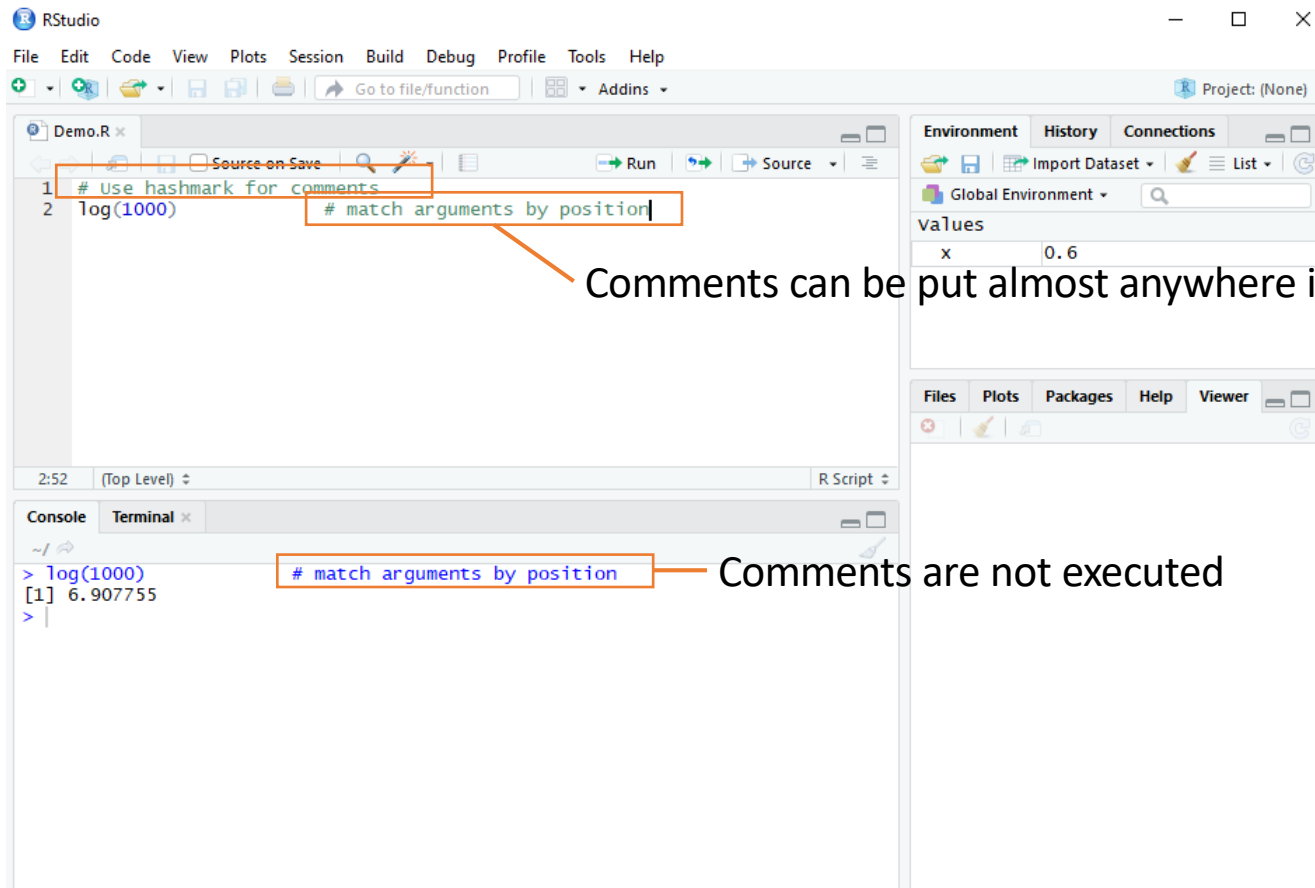 RStudio
File Edit Code View Plots Session Build Debug Profile Tools Help
Go to file/function Addins Project: (None)
Demo.R
Source on Save Run Source
1 # Use hashmark for comments
2 log(1000) # match arguments by position
Comments can be put almost anywhere i
2:52 (Top Level) R Script
Console Terminal
~/
> log(1000) # match arguments by position
[1] 6.907755
>
Comments are not executed
Environment History Connections
Import Dataset List
Global Environment
Values
x 0.6
Files Plots Packages Help Viewer